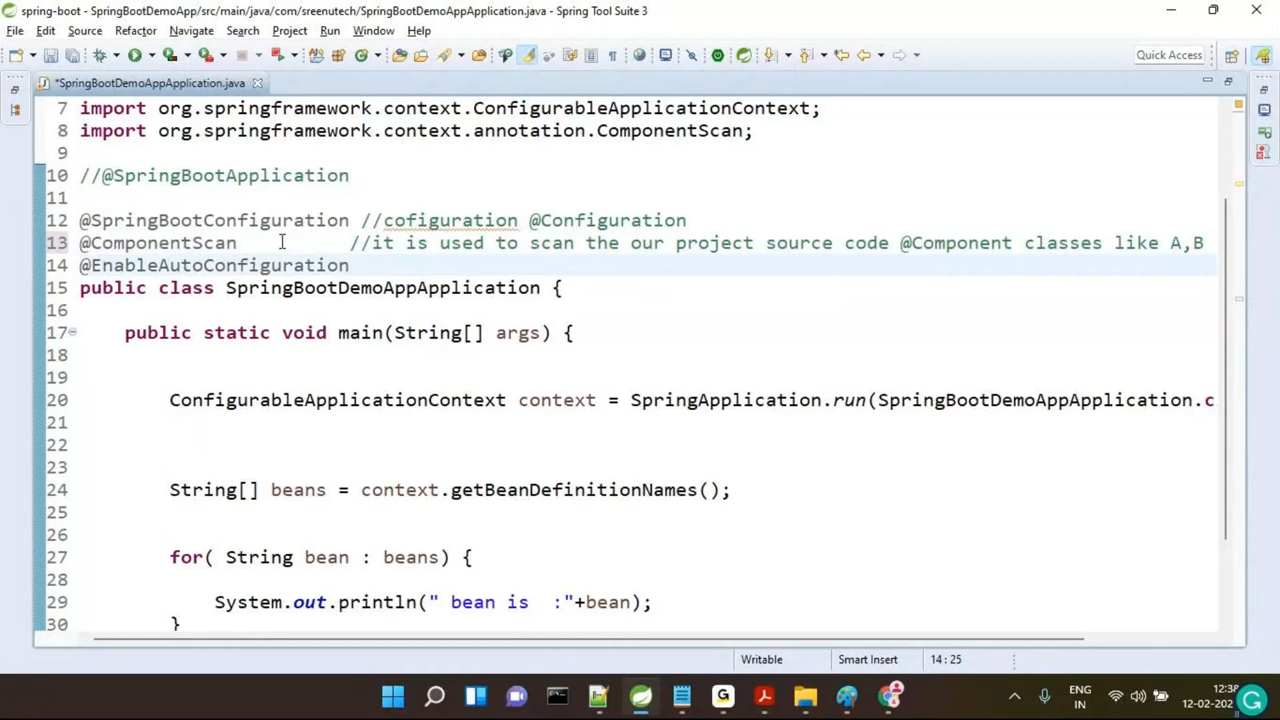 spring-boot - SpringBootDemoApp/src/main/java/com/sreenutech/SpringBootDemoAppApplication.java - Spring Tool Suite 3
File Edit Source Refactor Navigate Search Project Run Window Help
Quick Access
*SpringBootDemoAppApplication.java
7 import org.springframework.context.ConfigurableApplicationContext;
8 import org.springframework.context.annotation.ComponentScan;
9
10 //@SpringBootApplication
11
12 @SpringBootConfiguration //cofiguration @Configuration
13 @ComponentScan //it is used to scan the our project source code @Component classes like A,B
14 @EnableAutoConfiguration
15 public class SpringBootDemoAppApplication {
16
17 public static void main(String[] args) {
18
19
20 ConfigurableApplicationContext context = SpringApplication.run(SpringBootDemoAppApplication.c
21
22
23
24 String[] beans = context.getBeanDefinitionNames();
25
26
27 for( String bean : beans) {
28
29 System.out.println(" bean is  :"+bean);
30 }
Writable Smart Insert 14 : 25
ENG 12:38
IN 12-02-202